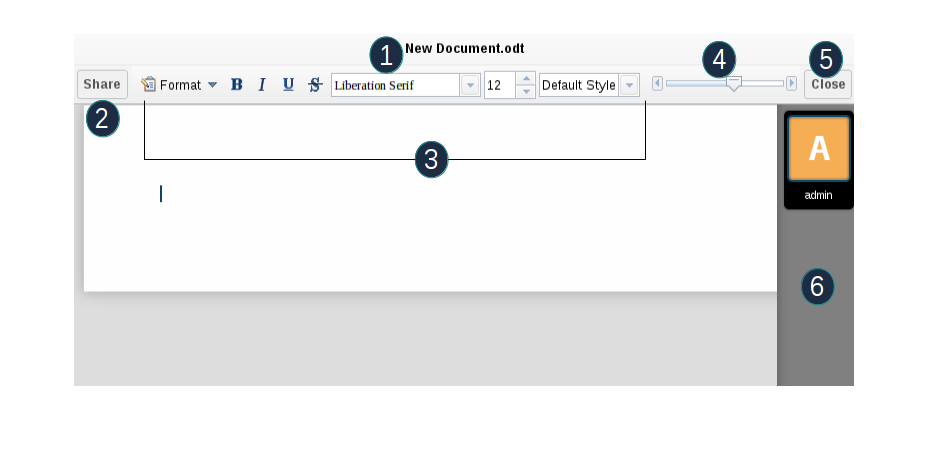 1 New Document.odt
4 5
Share Format B I U S Liberation Serif 12 Default Style Close
2
3
A
admin
6